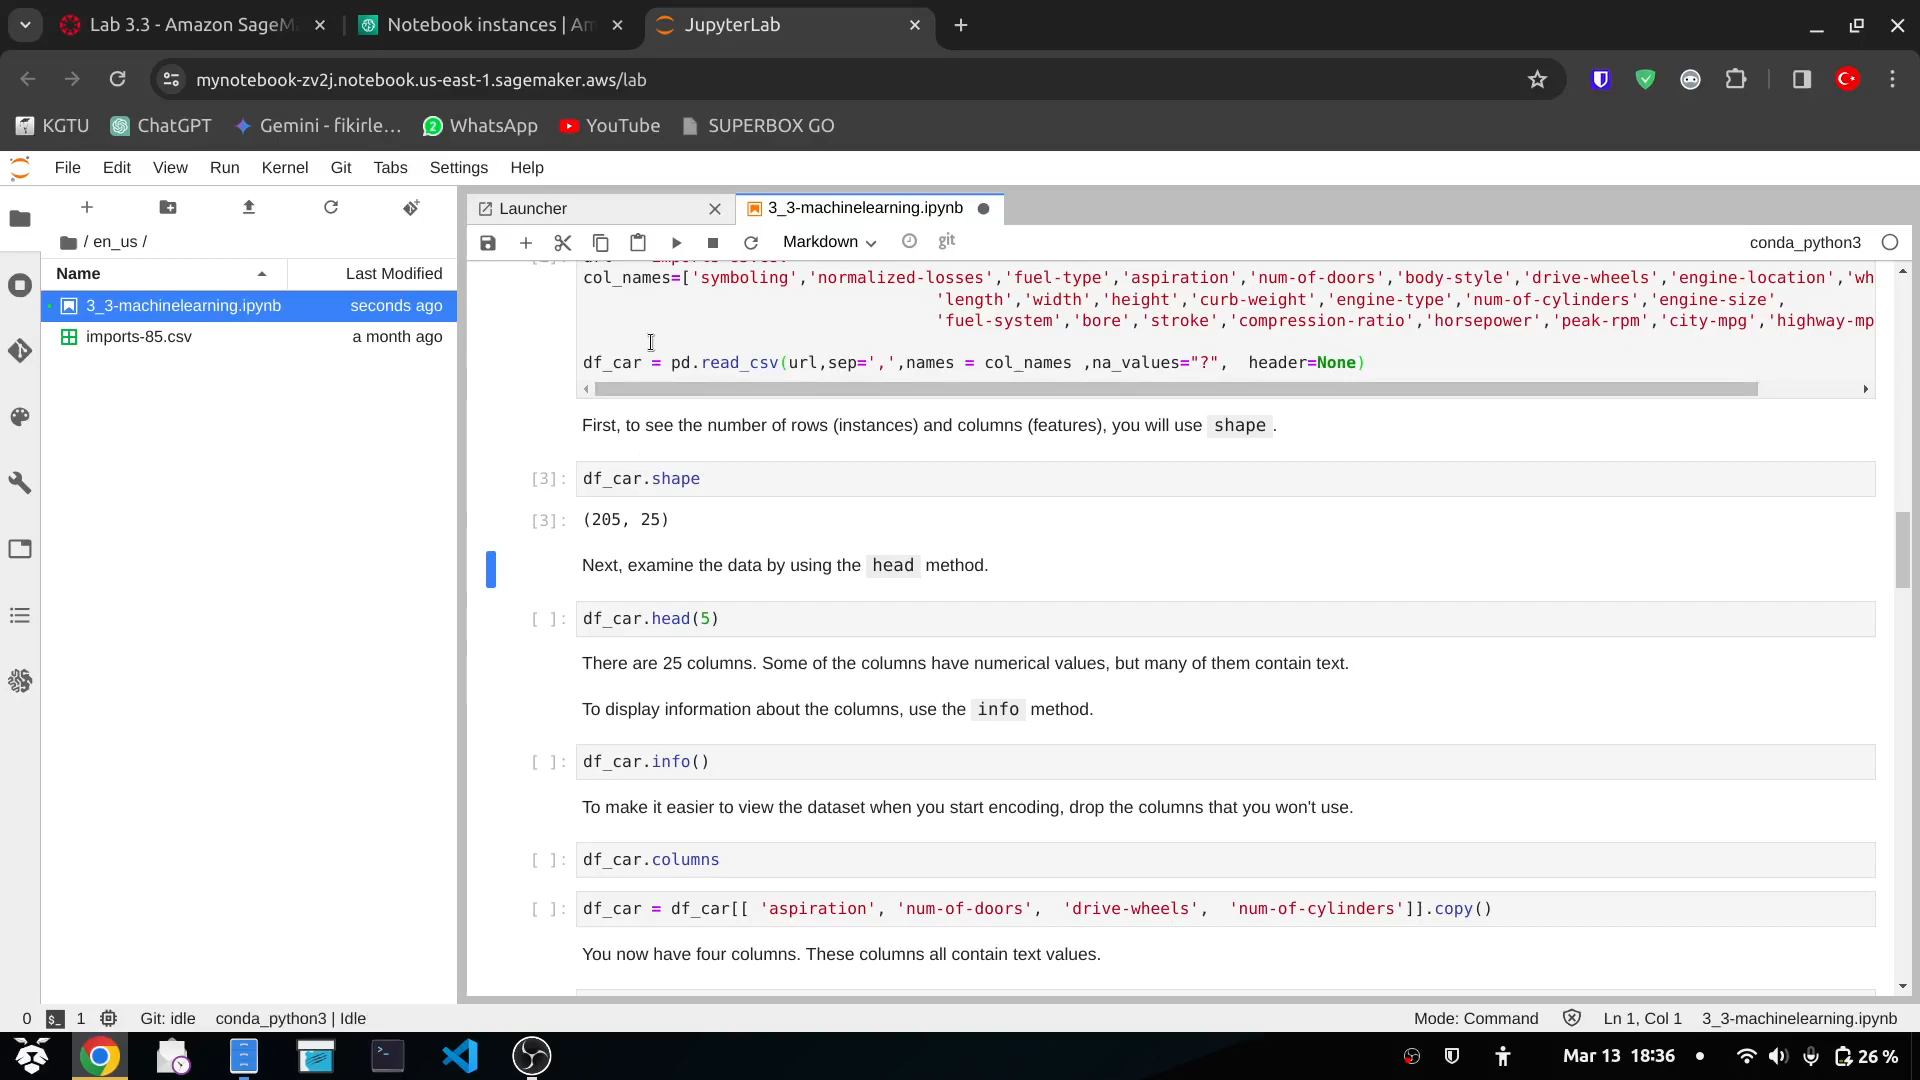 Lab 3.3 - Amazon SageM
Notebook instances | Am
JupyterLab
mynotebook-zv2j.notebook.us-east-1.sagemaker.aws/lab
KGTU
ChatGPT
Gemini - fikirle...
WhatsApp
YouTube
SUPERBOX GO
File Edit View Run Kernel Git Tabs Settings Help
/ en_us /
Name
Last Modified
3_3-machinelearning.ipynb
seconds ago
imports-85.csv
a month ago
Launcher
3_3-machinelearning.ipynb
Markdown
git
conda_python3
col_names=['symboling','normalized-losses','fuel-type','aspiration','num-of-doors','body-style','drive-wheels','engine-location','wh
'length','width','height','curb-weight','engine-type','num-of-cylinders','engine-size',
'fuel-system','bore','stroke','compression-ratio','horsepower','peak-rpm','city-mpg','highway-mp
df_car = pd.read_csv(url,sep=',',names = col_names ,na_values="?", header=None)
First, to see the number of rows (instances) and columns (features), you will use shape .
[3]: df_car.shape
[3]: (205, 25)
Next, examine the data by using the head method.
[ ]: df_car.head(5)
There are 25 columns. Some of the columns have numerical values, but many of them contain text.
To display information about the columns, use the info method.
[ ]: df_car.info()
To make it easier to view the dataset when you start encoding, drop the columns that you won't use.
[ ]: df_car.columns
[ ]: df_car = df_car[[ 'aspiration', 'num-of-doors', 'drive-wheels', 'num-of-cylinders']].copy()
You now have four columns. These columns all contain text values.
0 $_ 1 Git: idle conda_python3 | Idle
Mode: Command Ln 1, Col 1 3_3-machinelearning.ipynb
Mar 13 18:36
26 %